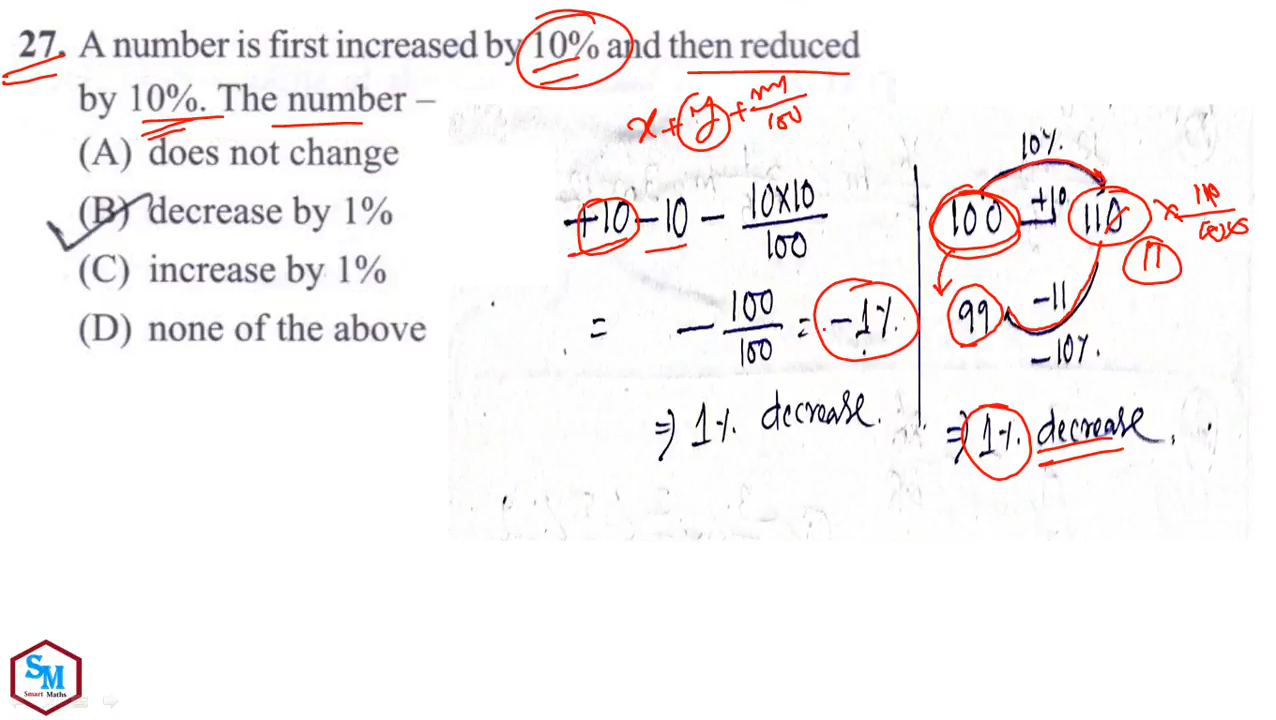 27. A number is first increased by 10% and then reduced
by 10%. The number –
(A) does not change
(B) decrease by 1%
(C) increase by 1%
(D) none of the above
x + y + xy/100
+10 - 10 - 10×10/100
= - 100/100 = -1%
⇒ 1% decrease.
10%.
100 +10 110
11
99 -11
-10%.
⇒ 1% decrease.
SM
Smart Maths